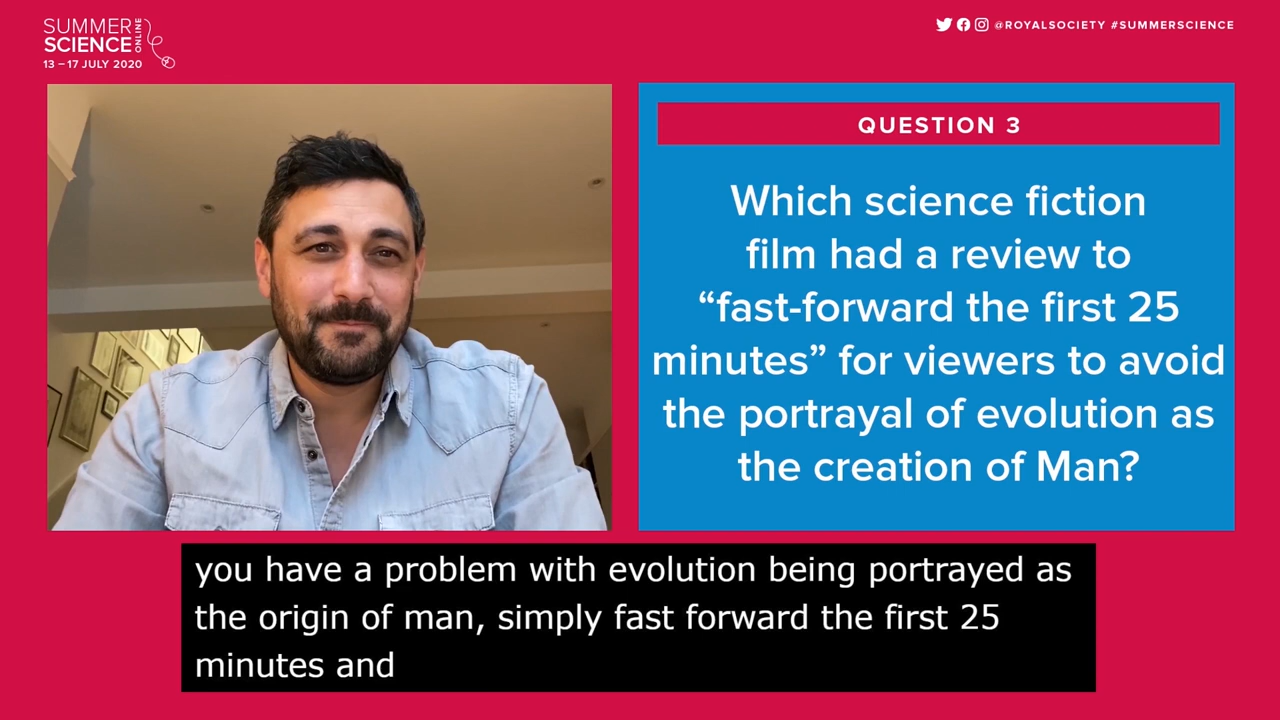 SUMMER
SCIENCE
ONLINE
13 – 17 JULY 2020
@ROYALSOCIETY #SUMMERSCIENCE
QUESTION 3
Which science fiction
film had a review to
“fast-forward the first 25
minutes” for viewers to avoid
the portrayal of evolution as
the creation of Man?
you have a problem with evolution being portrayed as
the origin of man, simply fast forward the first 25
minutes and